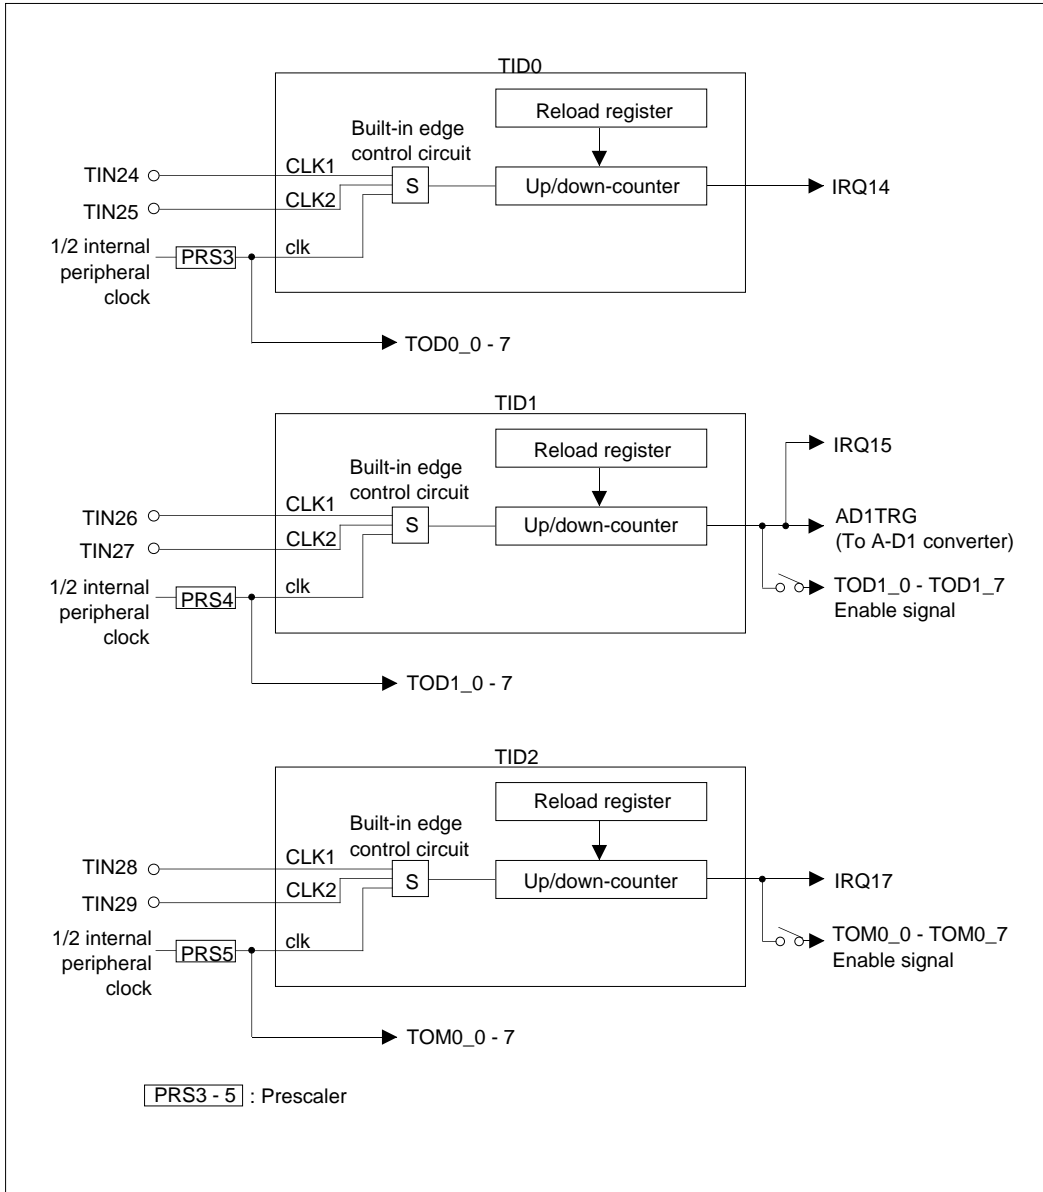 TID0
Reload register
Built-in edge
control circuit
TIN24
CLK1
S
Up/down-counter
IRQ14
TIN25
CLK2
1/2 internal
peripheral
clock
PRS3
clk
TOD0_0 - 7
TID1
Reload register
IRQ15
Built-in edge
control circuit
TIN26
CLK1
S
Up/down-counter
AD1TRG
(To A-D1 converter)
TIN27
CLK2
1/2 internal
peripheral
clock
PRS4
clk
TOD1_0 - TOD1_7
Enable signal
TOD1_0 - 7
TID2
Reload register
Built-in edge
control circuit
TIN28
CLK1
S
Up/down-counter
IRQ17
TIN29
CLK2
1/2 internal
peripheral
clock
PRS5
clk
TOM0_0 - TOM0_7
Enable signal
TOM0_0 - 7
PRS3 - 5 : Prescaler